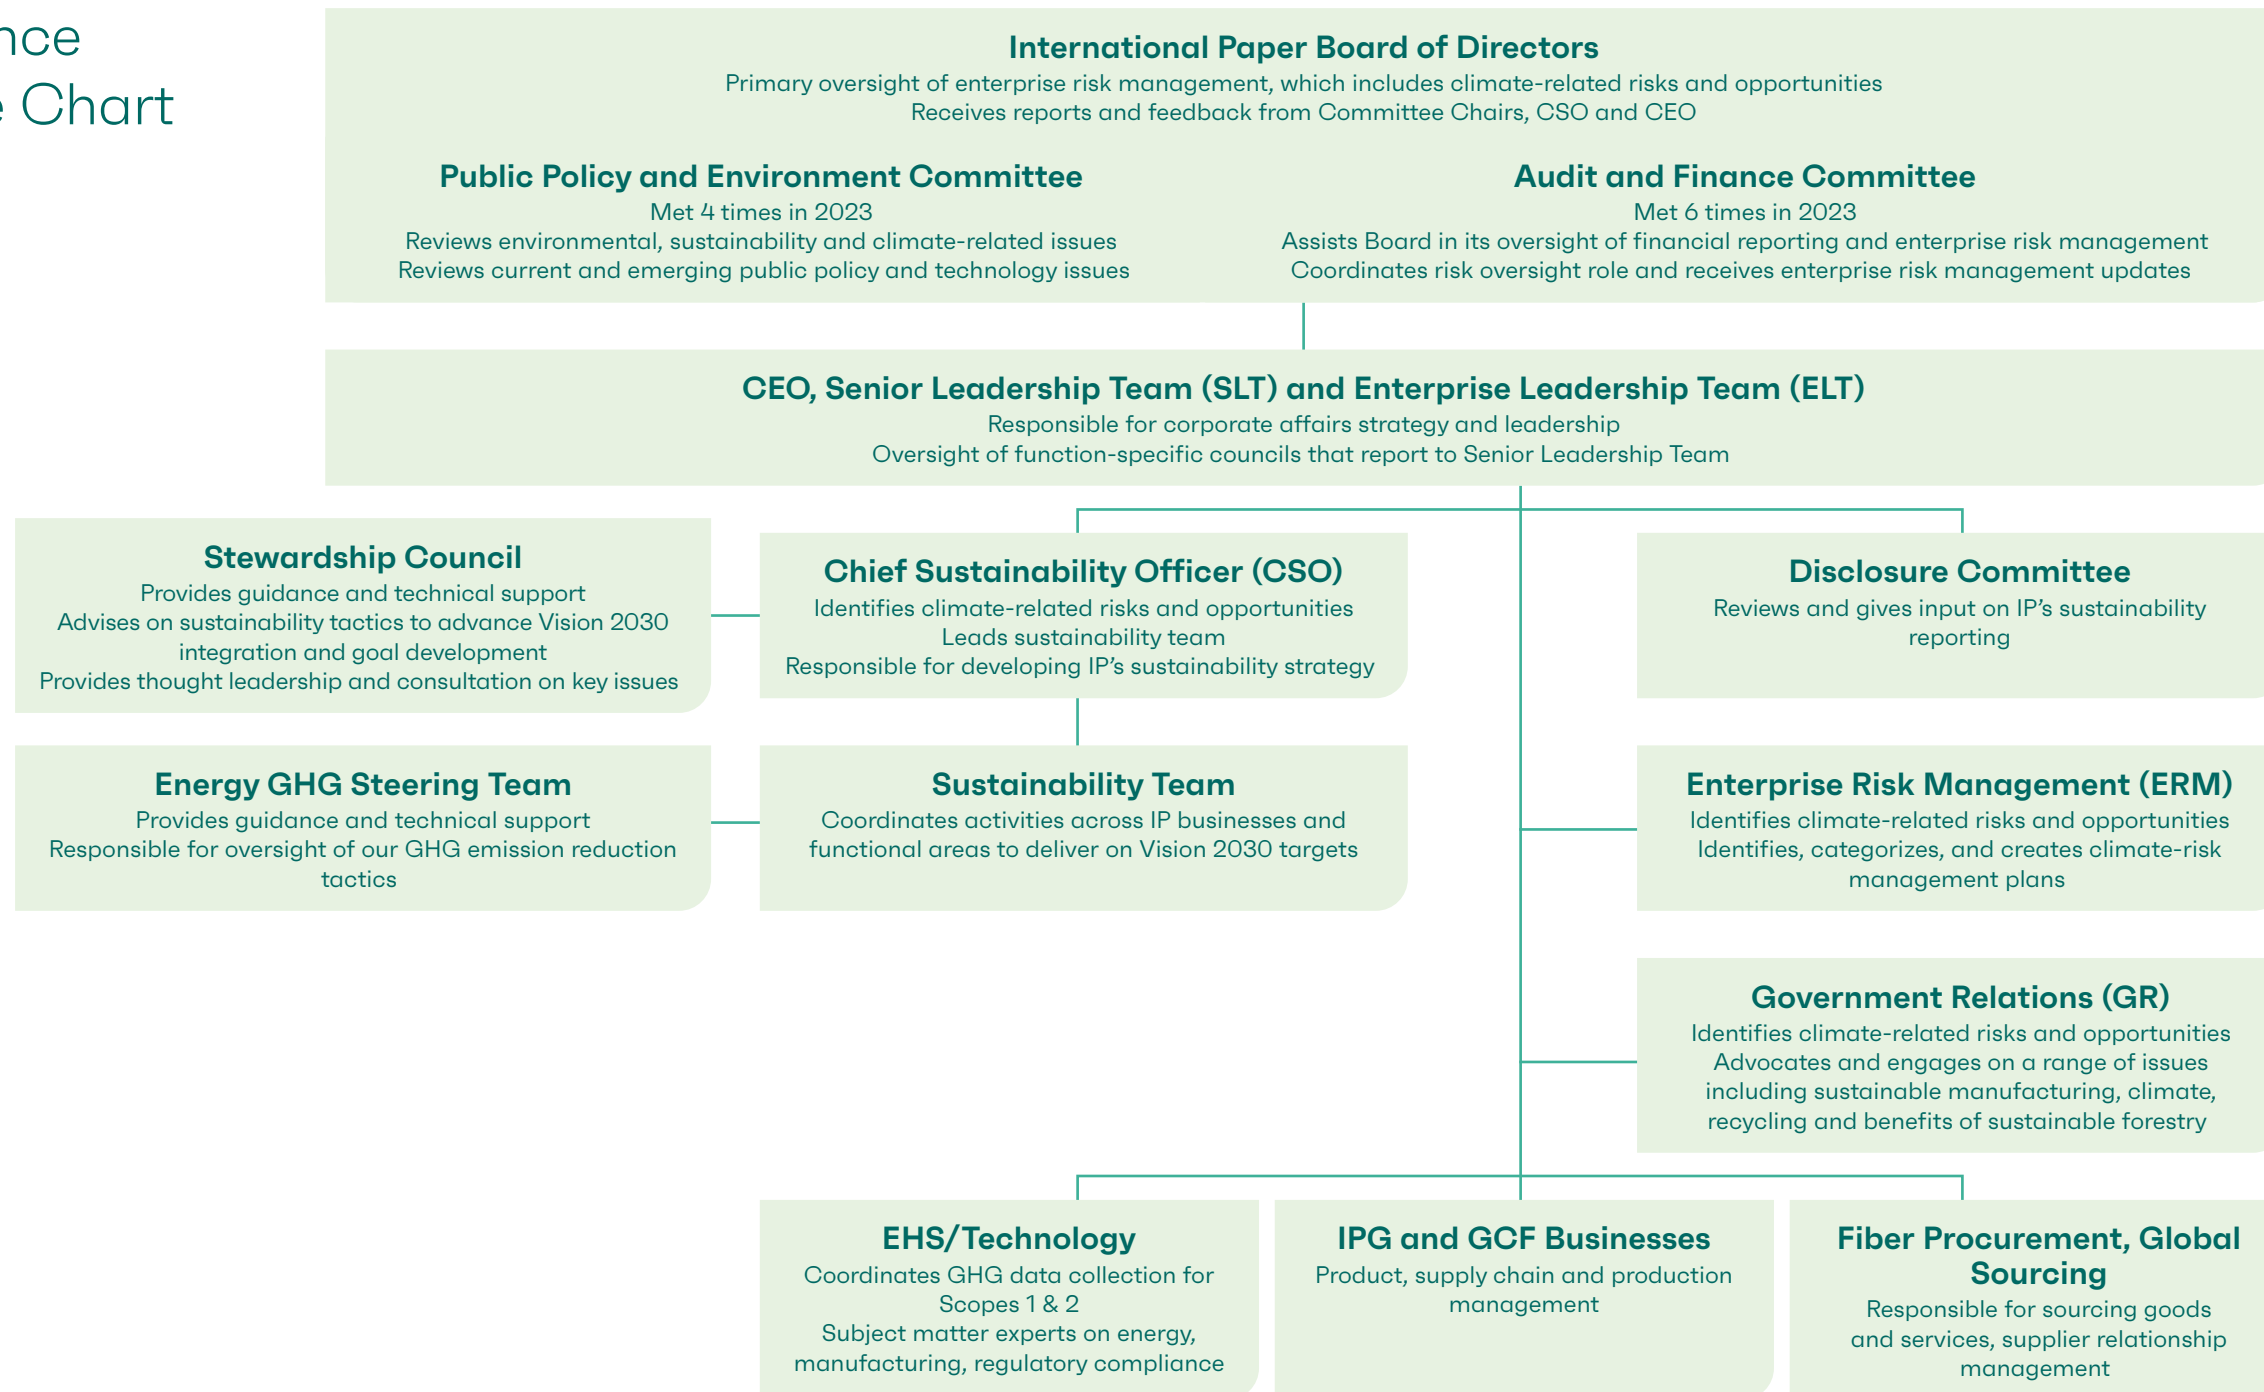 nce
e Chart
International Paper Board of Directors
Primary oversight of enterprise risk management, which includes climate-related risks and opportunities
Receives reports and feedback from Committee Chairs, CSO and CEO
Public Policy and Environment Committee
Met 4 times in 2023
Reviews environmental, sustainability and climate-related issues
Reviews current and emerging public policy and technology issues
Audit and Finance Committee
Met 6 times in 2023
Assists Board in its oversight of financial reporting and enterprise risk management
Coordinates risk oversight role and receives enterprise risk management updates
CEO, Senior Leadership Team (SLT) and Enterprise Leadership Team (ELT)
Responsible for corporate affairs strategy and leadership
Oversight of function-specific councils that report to Senior Leadership Team
Stewardship Council
Provides guidance and technical support
Advises on sustainability tactics to advance Vision 2030
integration and goal development
Provides thought leadership and consultation on key issues
Chief Sustainability Officer (CSO)
Identifies climate-related risks and opportunities
Leads sustainability team
Responsible for developing IP’s sustainability strategy
Disclosure Committee
Reviews and gives input on IP’s sustainability
reporting
Energy GHG Steering Team
Provides guidance and technical support
Responsible for oversight of our GHG emission reduction
tactics
Sustainability Team
Coordinates activities across IP businesses and
functional areas to deliver on Vision 2030 targets
Enterprise Risk Management (ERM)
Identifies climate-related risks and opportunities
Identifies, categorizes, and creates climate-risk
management plans
Government Relations (GR)
Identifies climate-related risks and opportunities
Advocates and engages on a range of issues
including sustainable manufacturing, climate,
recycling and benefits of sustainable forestry
EHS/Technology
Coordinates GHG data collection for
Scopes 1 & 2
Subject matter experts on energy,
manufacturing, regulatory compliance
IPG and GCF Businesses
Product, supply chain and production
management
Fiber Procurement, Global
Sourcing
Responsible for sourcing goods
and services, supplier relationship
management